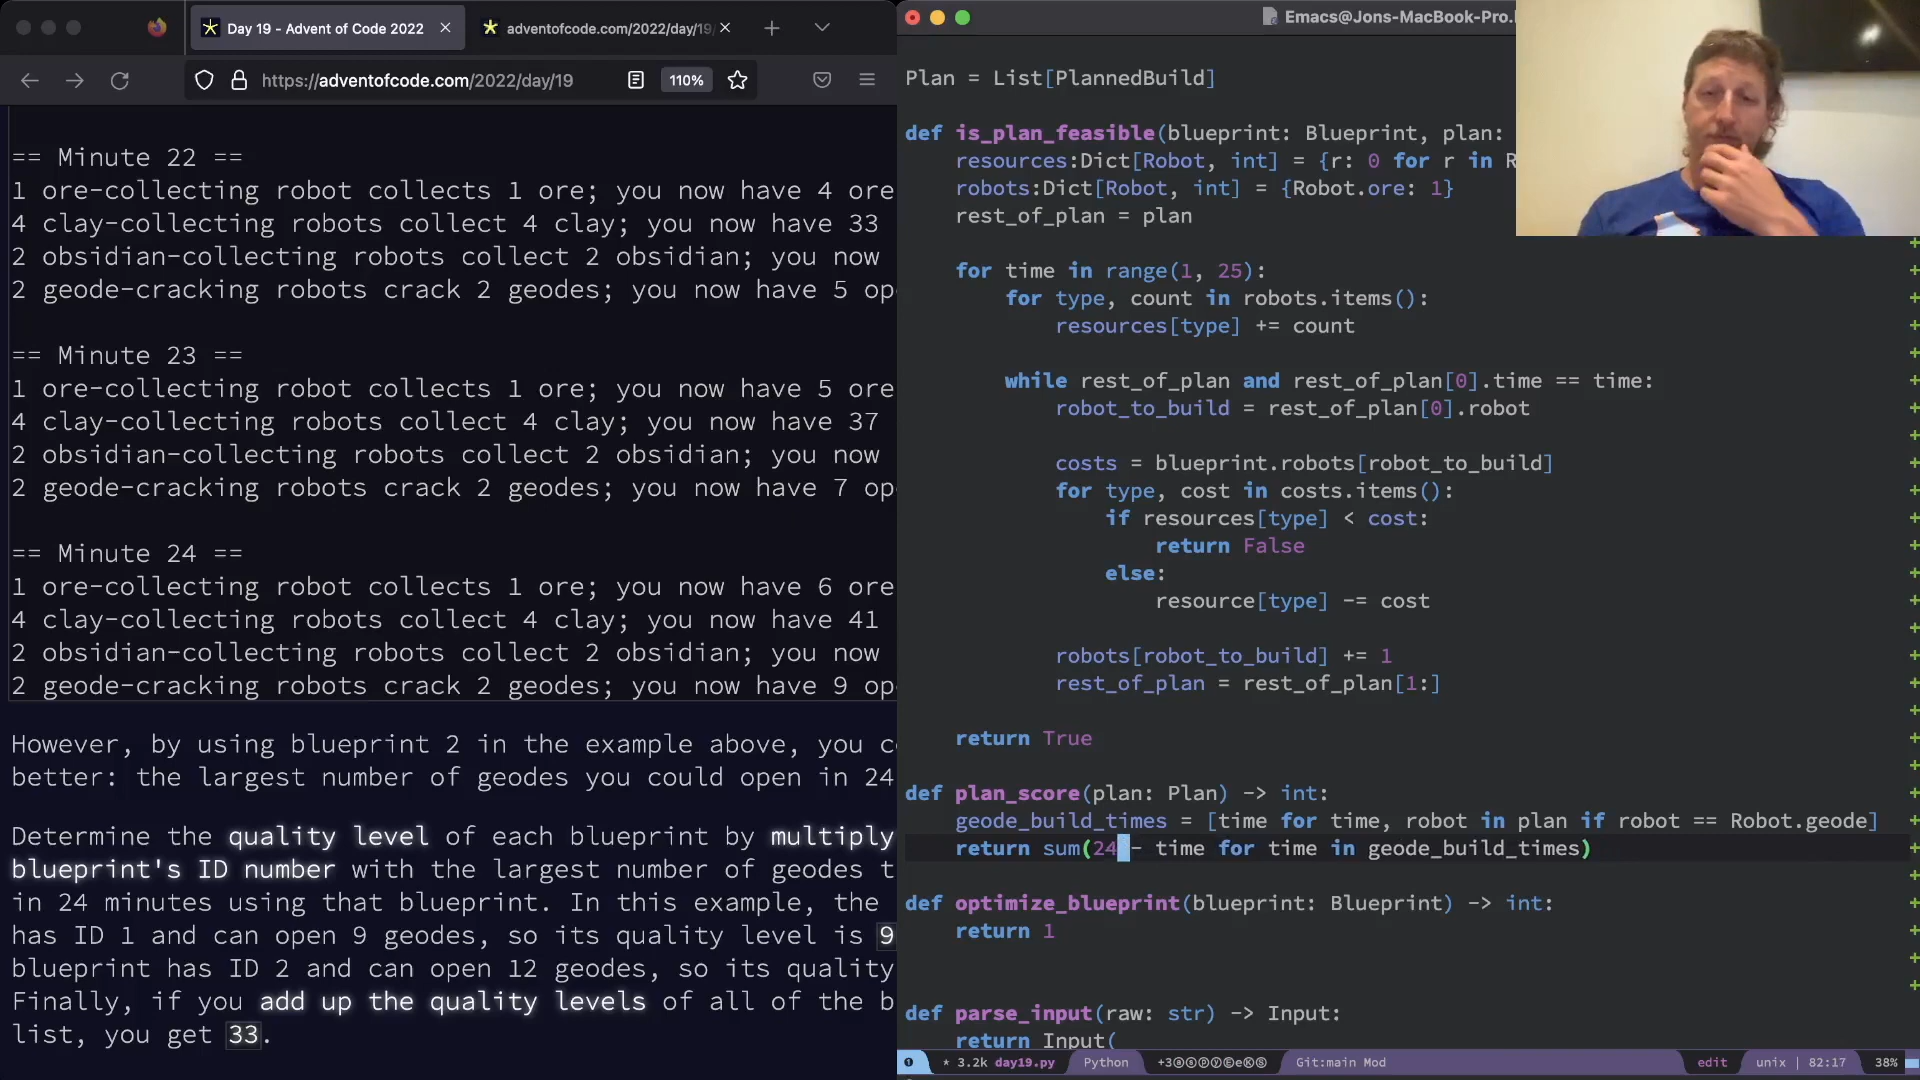 Day 19 - Advent of Code 2022
adventofcode.com/2022/day/19
https://adventofcode.com/2022/day/19
110%
== Minute 22 ==
1 ore-collecting robot collects 1 ore; you now have 4 ore
4 clay-collecting robots collect 4 clay; you now have 33
2 obsidian-collecting robots collect 2 obsidian; you now
2 geode-cracking robots crack 2 geodes; you now have 5 op
== Minute 23 ==
1 ore-collecting robot collects 1 ore; you now have 5 ore
4 clay-collecting robots collect 4 clay; you now have 37
2 obsidian-collecting robots collect 2 obsidian; you now
2 geode-cracking robots crack 2 geodes; you now have 7 op
== Minute 24 ==
1 ore-collecting robot collects 1 ore; you now have 6 ore
4 clay-collecting robots collect 4 clay; you now have 41
2 obsidian-collecting robots collect 2 obsidian; you now
2 geode-cracking robots crack 2 geodes; you now have 9 op
However, by using blueprint 2 in the example above, you c
better: the largest number of geodes you could open in 24
Determine the quality level of each blueprint by multiply
blueprint's ID number with the largest number of geodes t
in 24 minutes using that blueprint. In this example, the
has ID 1 and can open 9 geodes, so its quality level is 9
blueprint has ID 2 and can open 12 geodes, so its quality
Finally, if you add up the quality levels of all of the b
list, you get 33.
Emacs@Jons-MacBook-Pro.
Plan = List[PlannedBuild]
def is_plan_feasible(blueprint: Blueprint, plan:
    resources:Dict[Robot, int] = {r: 0 for r in R
    robots:Dict[Robot, int] = {Robot.ore: 1}
    rest_of_plan = plan
    for time in range(1, 25):
        for type, count in robots.items():
            resources[type] += count
        while rest_of_plan and rest_of_plan[0].time == time:
            robot_to_build = rest_of_plan[0].robot
            costs = blueprint.robots[robot_to_build]
            for type, cost in costs.items():
                if resources[type] < cost:
                    return False
                else:
                    resource[type] -= cost
            robots[robot_to_build] += 1
            rest_of_plan = rest_of_plan[1:]
    return True
def plan_score(plan: Plan) -> int:
    geode_build_times = [time for time, robot in plan if robot == Robot.geode]
    return sum(24 - time for time in geode_build_times)
def optimize_blueprint(blueprint: Blueprint) -> int:
    return 1
def parse_input(raw: str) -> Input:
    return Input(
* 3.2k day19.py Python Git:main Mod edit unix | 82:17 38%